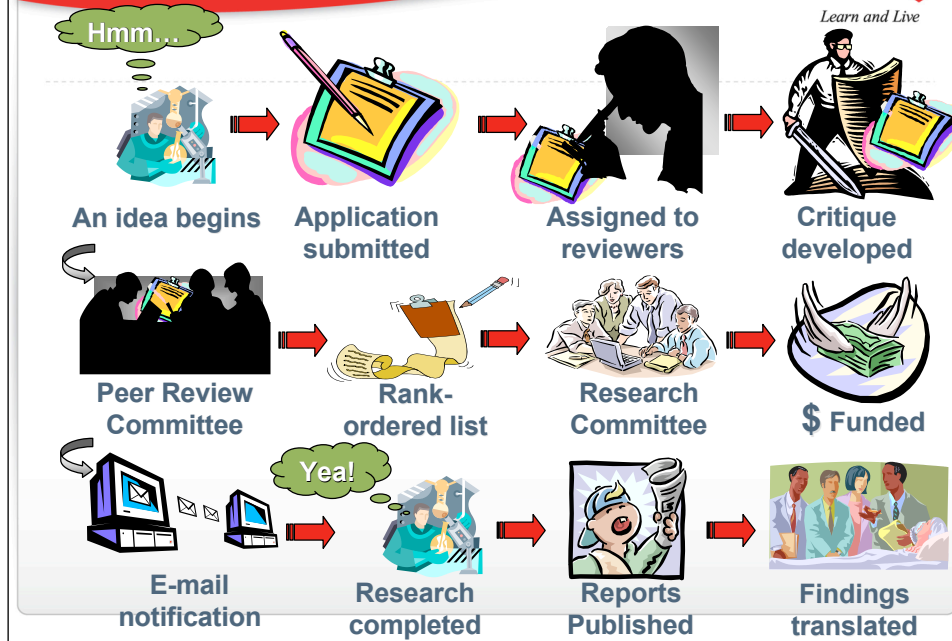 Learn and Live
Hmm…
An idea begins
Application
submitted
Assigned to
reviewers
Critique
developed
Peer Review
Committee
Rank-
ordered list
Research
Committee
$ Funded
Yea!
E-mail
notification
Research
completed
Reports
Published
Findings
translated